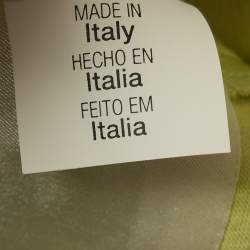 MADE IN
Italy
HECHO EN
Italia
FEITO EM
Italia